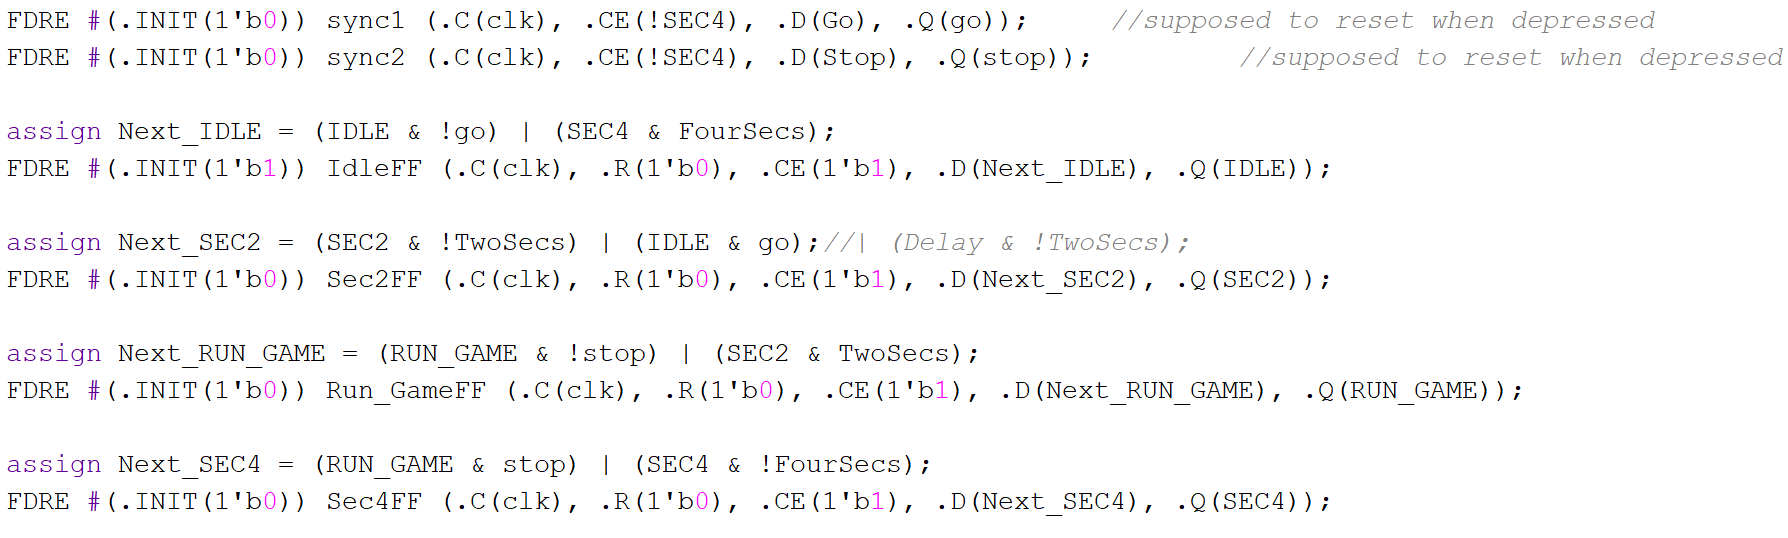 FDRE #(.INIT(1'b0)) sync1 (.C(clk), .CE(!SEC4), .D(Go), .Q(go));     //supposed to reset when depressed
FDRE #(.INIT(1'b0)) sync2 (.C(clk), .CE(!SEC4), .D(Stop), .Q(stop));         //supposed to reset when depressed
assign Next_IDLE = (IDLE & !go) | (SEC4 & FourSecs);
FDRE #(.INIT(1'b1)) IdleFF (.C(clk), .R(1'b0), .CE(1'b1), .D(Next_IDLE), .Q(IDLE));
assign Next_SEC2 = (SEC2 & !TwoSecs) | (IDLE & go);//| (Delay & !TwoSecs);
FDRE #(.INIT(1'b0)) Sec2FF (.C(clk), .R(1'b0), .CE(1'b1), .D(Next_SEC2), .Q(SEC2));
assign Next_RUN_GAME = (RUN_GAME & !stop) | (SEC2 & TwoSecs);
FDRE #(.INIT(1'b0)) Run_GameFF (.C(clk), .R(1'b0), .CE(1'b1), .D(Next_RUN_GAME), .Q(RUN_GAME));
assign Next_SEC4 = (RUN_GAME & stop) | (SEC4 & !FourSecs);
FDRE #(.INIT(1'b0)) Sec4FF (.C(clk), .R(1'b0), .CE(1'b1), .D(Next_SEC4), .Q(SEC4));